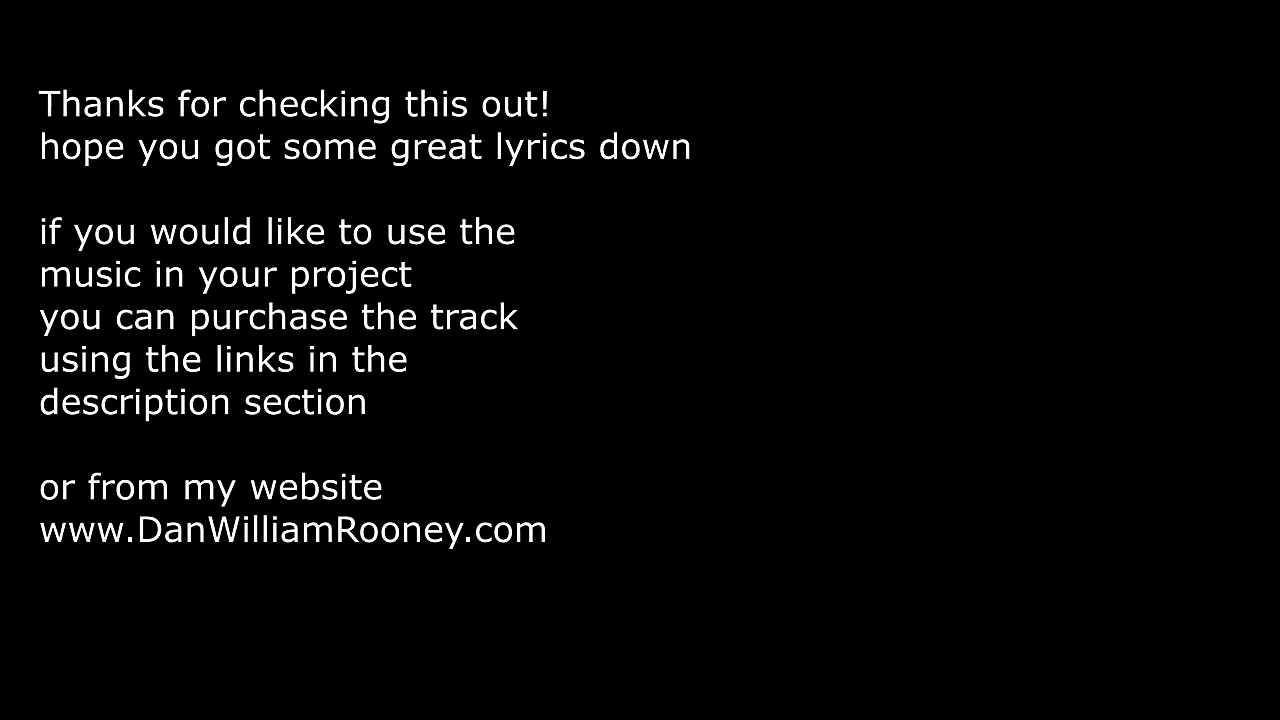 Thanks for checking this out!
hope you got some great lyrics down
if you would like to use the
music in your project
you can purchase the track
using the links in the
description section
or from my website
www.DanWilliamRooney.com